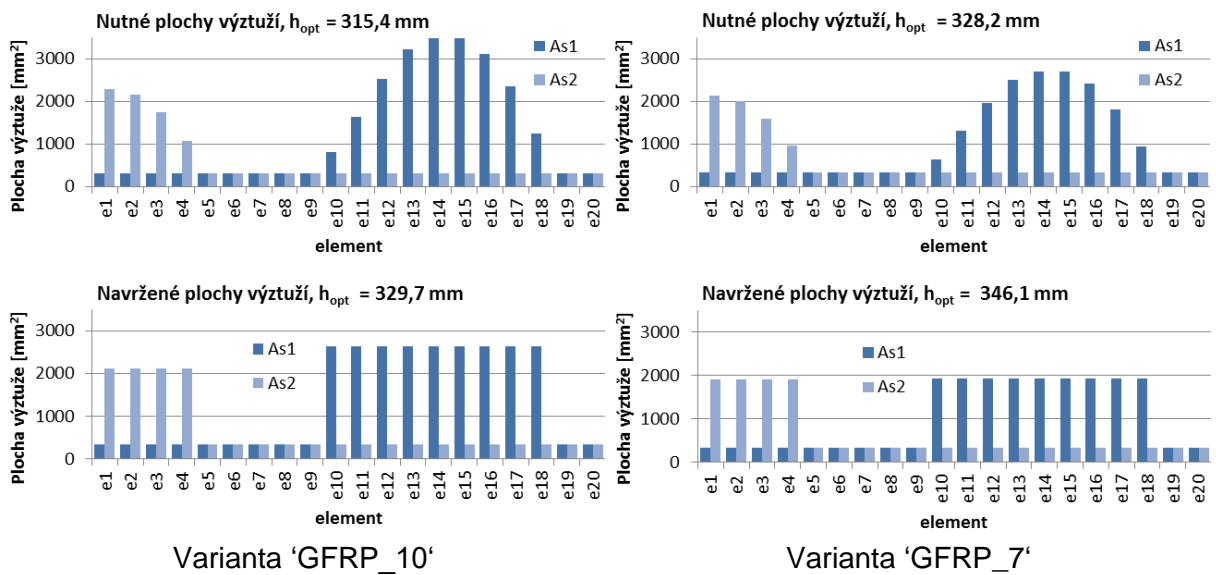 Nutné plochy výztuží, hopt = 315,4 mm
Plocha výztuže [mm²]
3000
2000
1000
0
As1
As2
e1 e2 e3 e4 e5 e6 e7 e8 e9 e10 e11 e12 e13 e14 e15 e16 e17 e18 e19 e20
element
Nutné plochy výztuží, hopt = 328,2 mm
Plocha výztuže [mm²]
3000
2000
1000
0
As1
As2
e1 e2 e3 e4 e5 e6 e7 e8 e9 e10 e11 e12 e13 e14 e15 e16 e17 e18 e19 e20
element
Navržené plochy výztuží, hopt = 329,7 mm
Plocha výztuže [mm²]
3000
2000
1000
0
As1
As2
e1 e2 e3 e4 e5 e6 e7 e8 e9 e10 e11 e12 e13 e14 e15 e16 e17 e18 e19 e20
element
Varianta ‘GFRP_10‘
Navržené plochy výztuží, hopt = 346,1 mm
Plocha výztuže [mm²]
3000
2000
1000
0
As1
As2
e1 e2 e3 e4 e5 e6 e7 e8 e9 e10 e11 e12 e13 e14 e15 e16 e17 e18 e19 e20
element
Varianta ‘GFRP_7‘